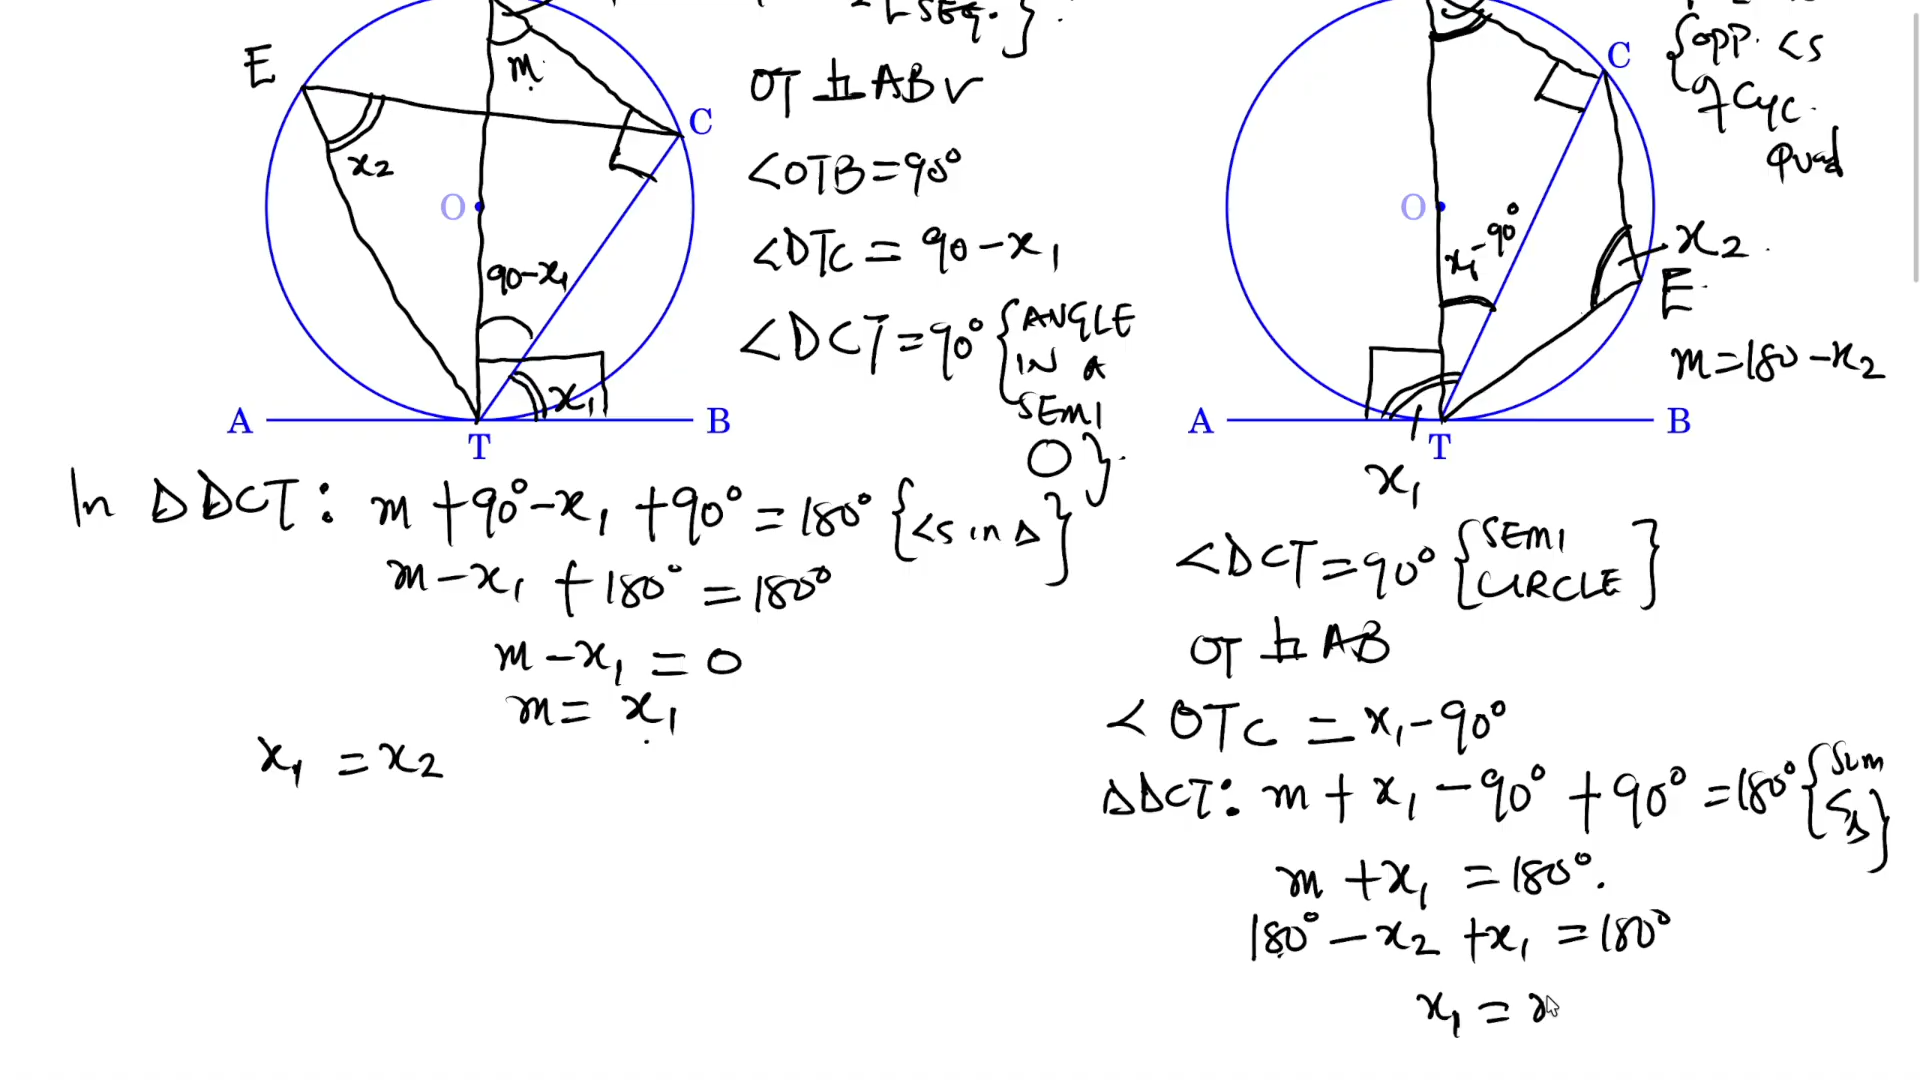 E
m
C
x2
O
90-x1
x1
A
B
T
SEG. }.
OT ⊥ AB ✓
<OTB=90°
<DTC = 90-x1
<DCT=90° { ANGLE
IN A
SEMI
O }.
In Δ DCT: m+90°-x1+90°=180° {<s in Δ}
m-x1+180°=180°
m-x1=0
m=x1
x1=x2
C
{opp. <s
of Cyc.
Quad
O
x1-90°
x2
E
m=180-x2
A
B
T
x1
<DCT=90° {SEMI
CIRCLE}
OT ⊥ AB
<OTC=x1-90°
ΔDCT: m+x1-90°+90°=180° {SUM
m+x1=180°.
180°-x2+x1=180°
x1=